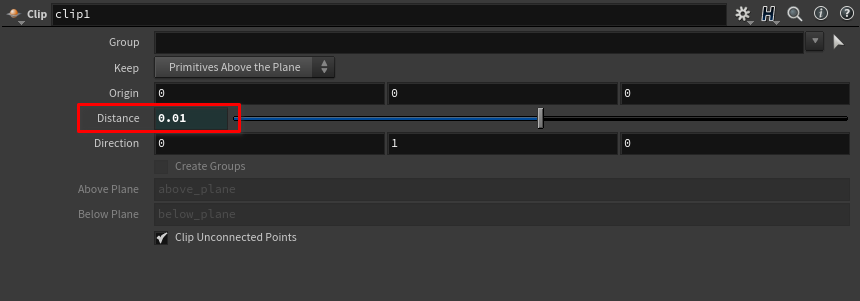 Clip clip1
Group
Keep Primitives Above the Plane
Origin 0 0 0
Distance 0.01
Direction 0 1 0
Create Groups
Above Plane above_plane
Below Plane below_plane
Clip Unconnected Points